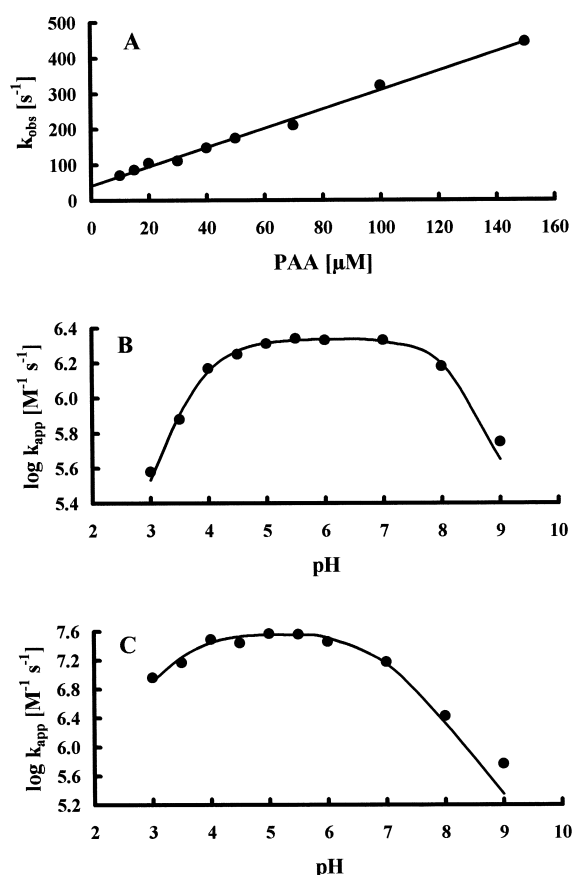 A
k_obs [s⁻¹]
500
400
300
200
100
0
0 20 40 60 80 100 120 140 160
PAA [µM]
B
log k_app [M⁻¹ s⁻¹]
6.4
6.2
6.0
5.8
5.6
5.4
2 3 4 5 6 7 8 9 10
pH
C
log k_app [M⁻¹ s⁻¹]
7.6
7.2
6.8
6.4
6.0
5.6
5.2
2 3 4 5 6 7 8 9 10
pH